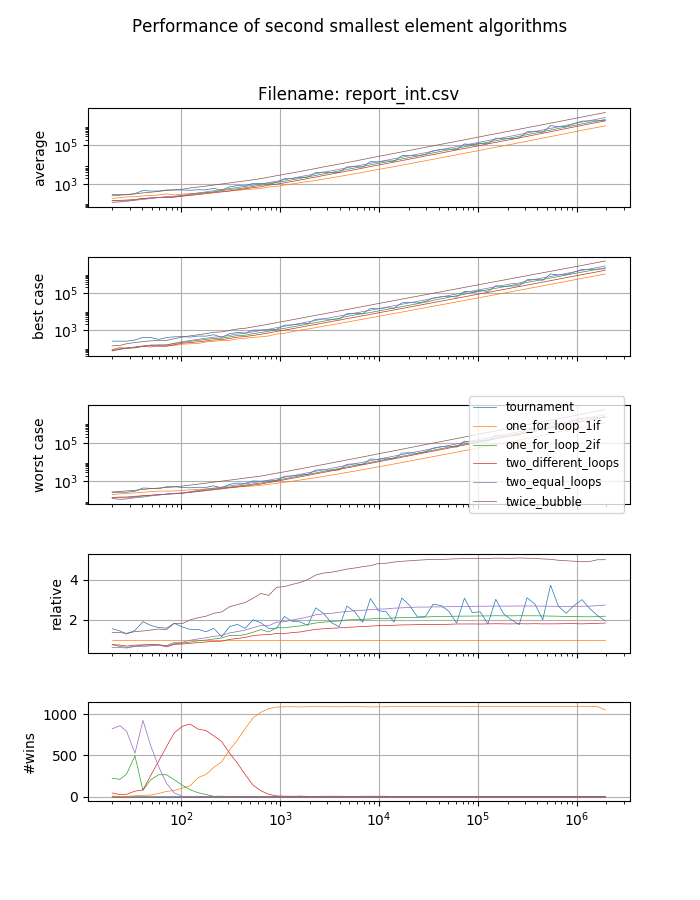 Performance of second smallest element algorithms
Filename: report_int.csv
average
10^5
10^3
best case
10^5
10^3
worst case
10^5
10^3
tournament
one_for_loop_1if
one_for_loop_2if
two_different_loops
two_equal_loops
twice_bubble
relative
4
2
#wins
1000
500
0
10^2
10^3
10^4
10^5
10^6